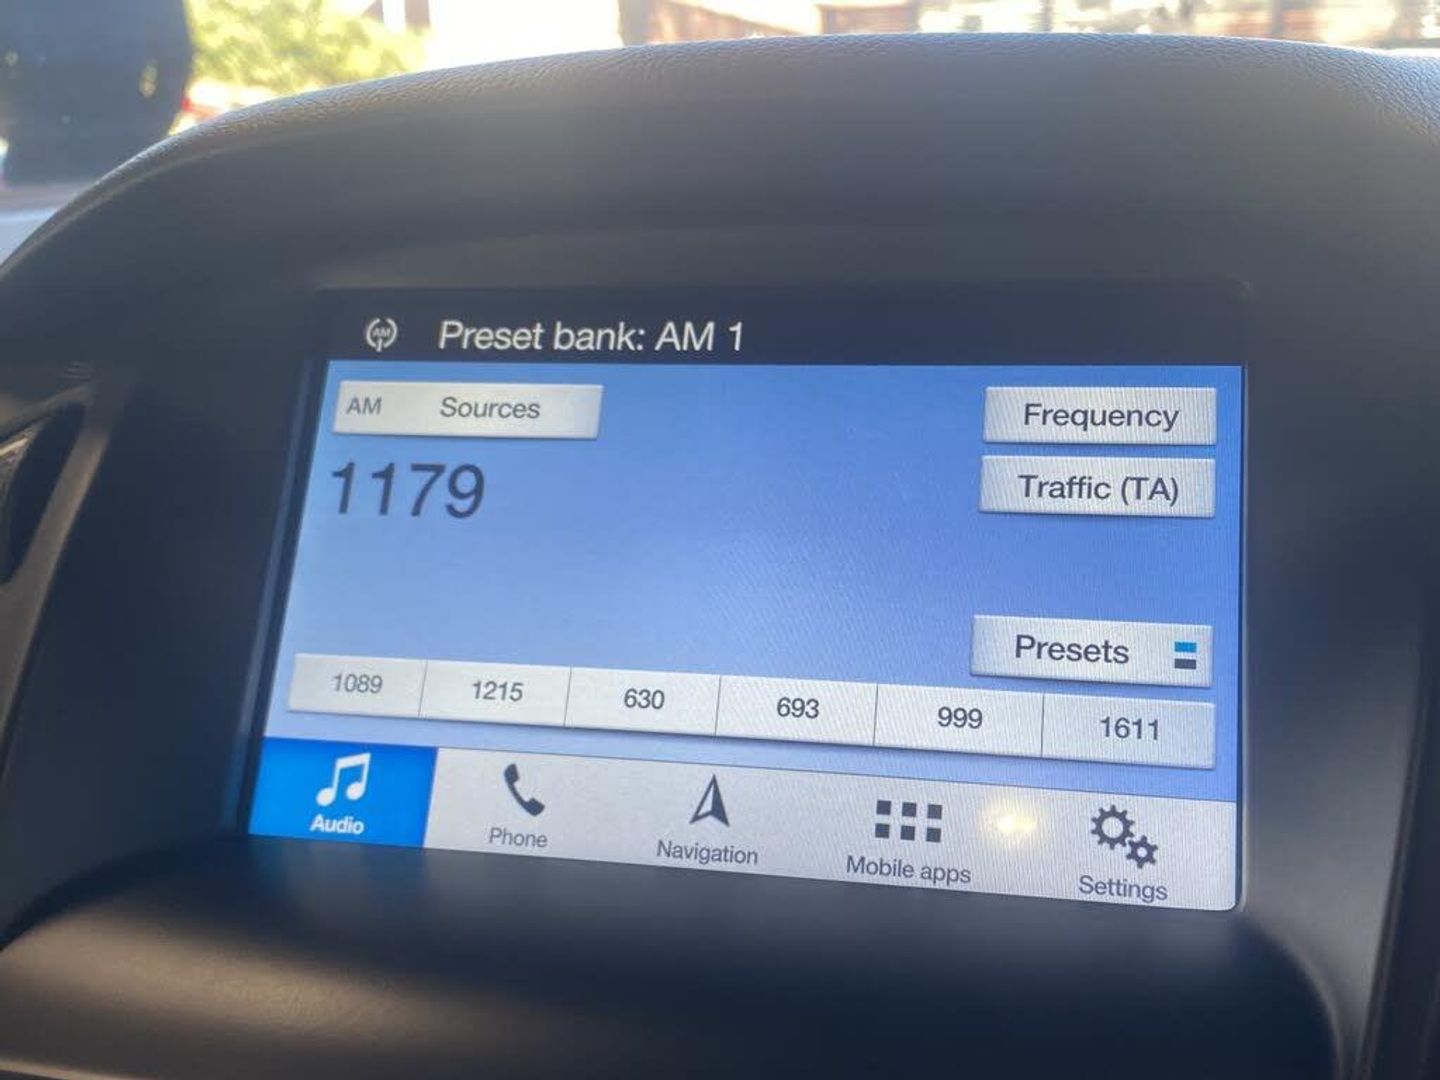 AM Preset bank: AM 1
AM Sources
Frequency
1179
Traffic (TA)
Presets
1089 1215 630 693 999 1611
Audio Phone Navigation Mobile apps Settings